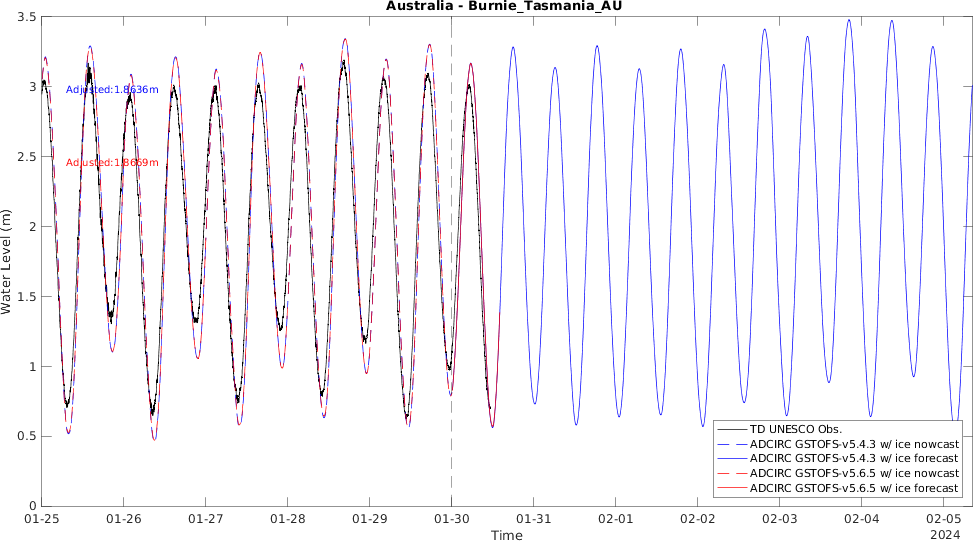 Australia - Burnie_Tasmania_AU
3.5
3
2.5
2
1.5
1
0.5
0
Water Level (m)
Adjusted:1.8636m
Adjusted:1.8659m
TD UNESCO Obs.
ADCIRC GSTOFS-v5.4.3 w/ ice nowcast
ADCIRC GSTOFS-v5.4.3 w/ ice forecast
ADCIRC GSTOFS-v5.6.5 w/ ice nowcast
ADCIRC GSTOFS-v5.6.5 w/ ice forecast
01-25 01-26 01-27 01-28 01-29 01-30 01-31 02-01 02-02 02-03 02-04 02-05
2024
Time